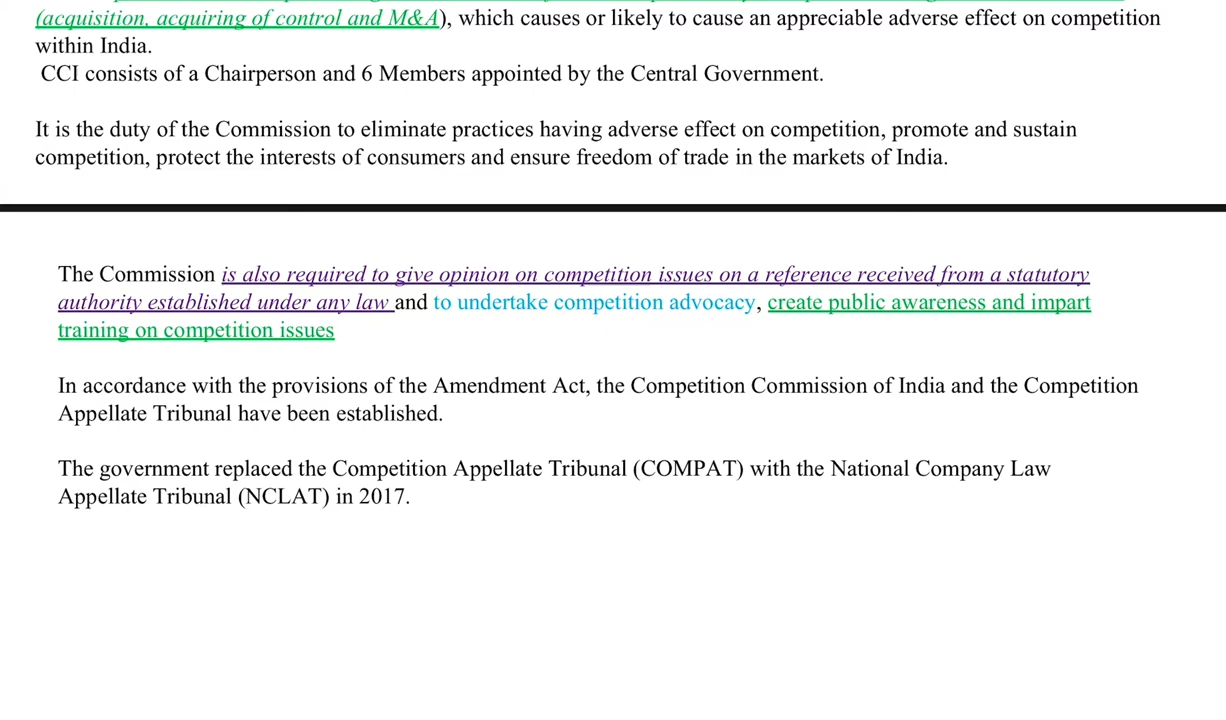 (acquisition, acquiring of control and M&A), which causes or likely to cause an appreciable adverse effect on competition
within India.
CCI consists of a Chairperson and 6 Members appointed by the Central Government.
It is the duty of the Commission to eliminate practices having adverse effect on competition, promote and sustain
competition, protect the interests of consumers and ensure freedom of trade in the markets of India.
The Commission is also required to give opinion on competition issues on a reference received from a statutory
authority established under any law and to undertake competition advocacy, create public awareness and impart
training on competition issues
In accordance with the provisions of the Amendment Act, the Competition Commission of India and the Competition
Appellate Tribunal have been established.
The government replaced the Competition Appellate Tribunal (COMPAT) with the National Company Law
Appellate Tribunal (NCLAT) in 2017.